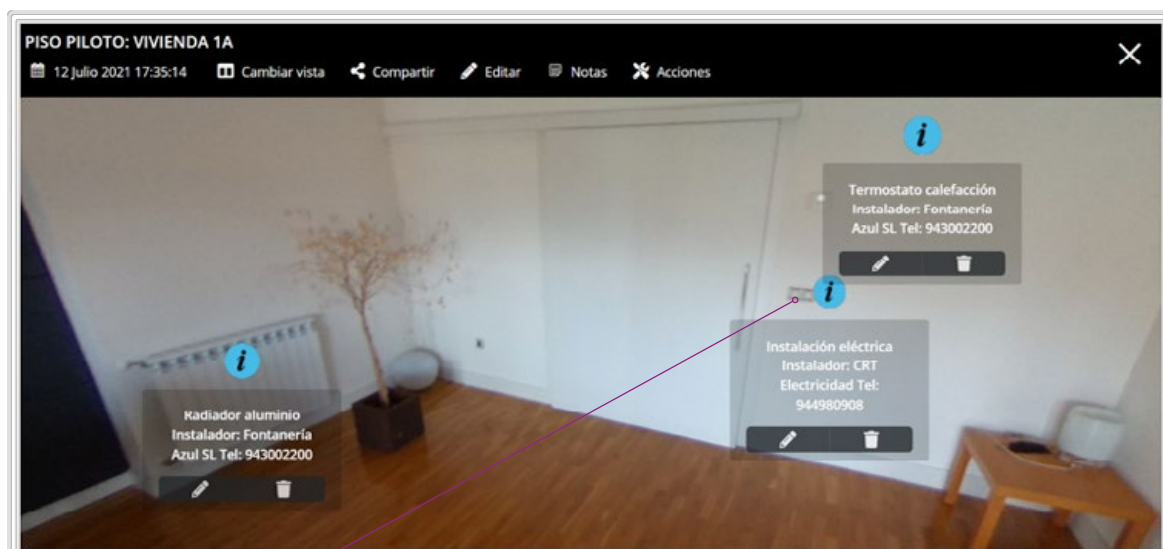 PISO PILOTO: VIVIENDA 1A
12 Julio 2021 17:35:14 Cambiar vista Compartir Editar Notas Acciones
i
Termostato calefacción
Instalador: Fontanería
Azul SL Tel: 943002200
i
Instalación eléctrica
Instalador: CRT
Electricidad Tel:
944980908
i
Radiador aluminio
Instalador: Fontanería
Azul SL Tel: 943002200